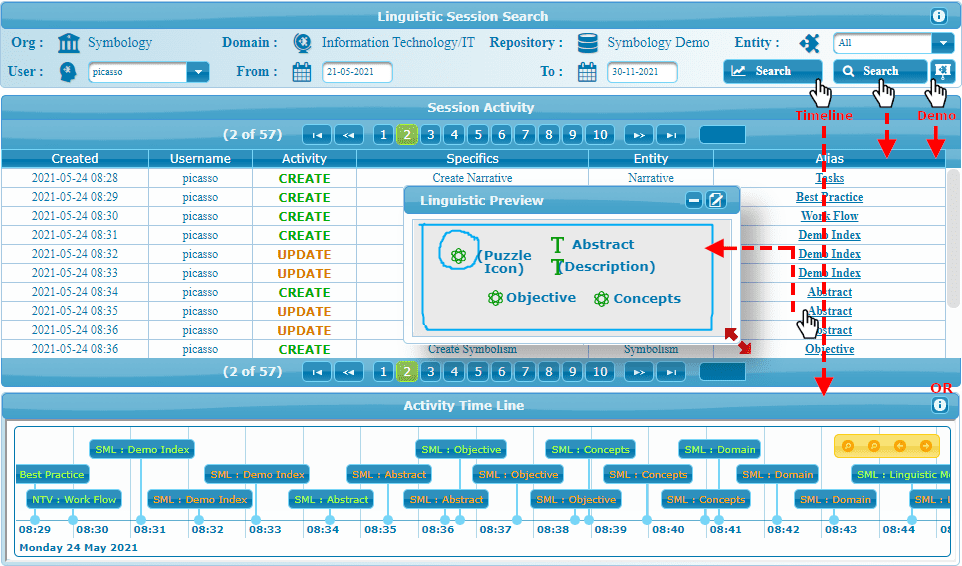 Linguistic Session Search
Org : Symbology Domain : Information Technology/IT Repository : Symbology Demo Entity : All
User : picasso From : 21-05-2021 To : 30-11-2021 Search Search
Timeline Demo
Session Activity
(2 of 57) 1 2 3 4 5 6 7 8 9 10
Created Username Activity Specifics Entity Alias
2021-05-24 08:28 picasso CREATE Create Narrative Narrative Tasks
2021-05-24 08:29 picasso CREATE Best Practice
2021-05-24 08:30 picasso CREATE Work Flow
2021-05-24 08:31 picasso CREATE Demo Index
2021-05-24 08:32 picasso UPDATE Demo Index
2021-05-24 08:33 picasso UPDATE Demo Index
2021-05-24 08:34 picasso CREATE Abstract
2021-05-24 08:35 picasso UPDATE Abstract
2021-05-24 08:36 picasso UPDATE Abstract
2021-05-24 08:36 picasso CREATE Create Symbolism Symbolism Objective
Linguistic Preview
(Puzzle Icon) T Abstract
T Description)
Objective Concepts
(2 of 57) 1 2 3 4 5 6 7 8 9 10
OR
Activity Time Line
SML : Demo Index SML : Objective SML : Concepts SML : Domain
Best Practice SML : Demo Index SML : Abstract SML : Objective SML : Concepts SML : Domain SML : Linguistic
NTV : Work Flow SML : Demo Index SML : Abstract SML : Abstract SML : Objective SML : Concepts SML : Domain SML :
08:29 08:30 08:31 08:32 08:33 08:34 08:35 08:36 08:37 08:38 08:39 08:40 08:41 08:42 08:43 08:44
Monday 24 May 2021